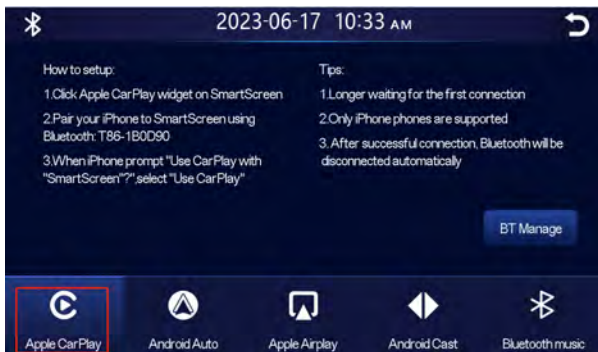 2023-06-17 10:33 AM
How to setup:
1.Click Apple CarPlay widget on SmartScreen
2.Pair your iPhone to SmartScreen using
Bluetooth: T86-1B0D90
3.When iPhone prompt "Use CarPlay with
"SmartScreen"?",select "Use CarPlay"
Tips:
1.Longer waiting for the first connection
2.Only iPhone phones are supported
3. After successful connection, Bluetooth will be
disconnected automatically
BT Manage
Apple CarPlay
Android Auto
Apple Airplay
Android Cast
Bluetooth music